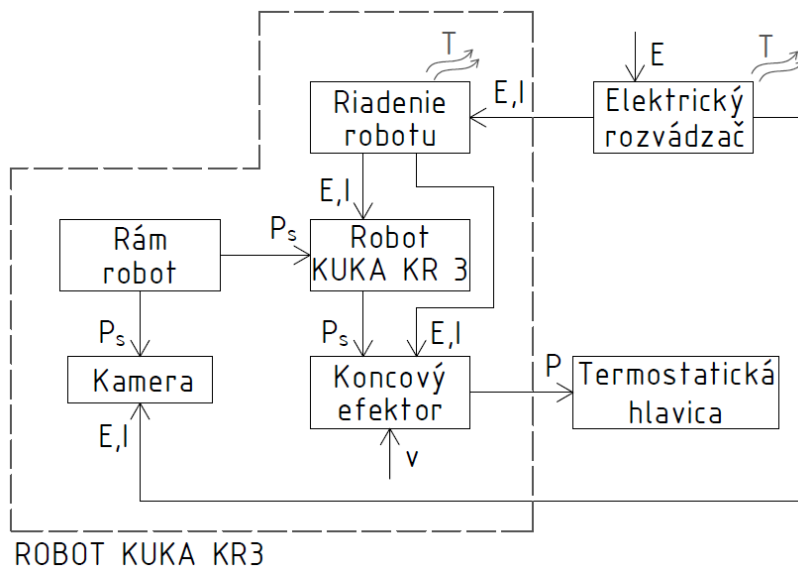 T
T
E
E,I
Riadenie
robotu
Elektrický
rozvádzač
E,I
Rám
robot
Ps
Robot
KUKA KR 3
Ps
Ps
E,I
Kamera
Koncový
efektor
P
Termostatická
hlavica
E,I
v
ROBOT KUKA KR3